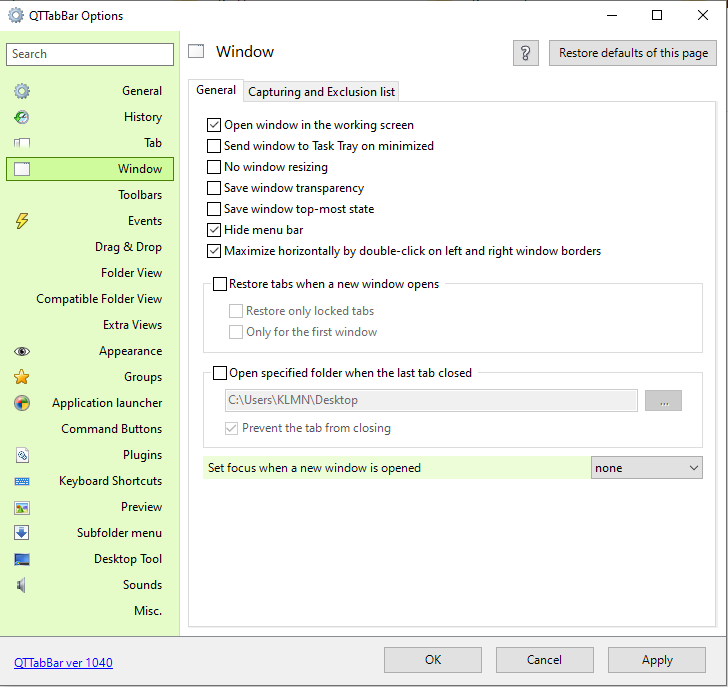 QTTabBar Options
Search
General
History
Tab
Window
Toolbars
Events
Drag & Drop
Folder View
Compatible Folder View
Extra Views
Appearance
Groups
Application launcher
Command Buttons
Plugins
Keyboard Shortcuts
Preview
Subfolder menu
Desktop Tool
Sounds
Misc.
Window
?
Restore defaults of this page
General
Capturing and Exclusion list
Open window in the working screen
Send window to Task Tray on minimized
No window resizing
Save window transparency
Save window top-most state
Hide menu bar
Maximize horizontally by double-click on left and right window borders
Restore tabs when a new window opens
Restore only locked tabs
Only for the first window
Open specified folder when the last tab closed
C:\Users\KLMN\Desktop
...
Prevent the tab from closing
Set focus when a new window is opened
none
QTTabBar ver 1040
OK
Cancel
Apply